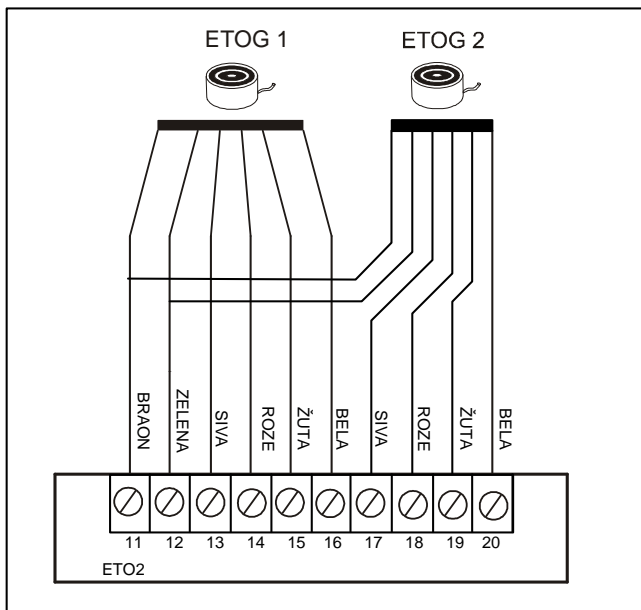 ETOG 1 ETOG 2
BRAON ZELENA SIVA ROZE ŽUTA BELA SIVA ROZE ŽUTA BELA
11 12 13 14 15 16 17 18 19 20
ETO2